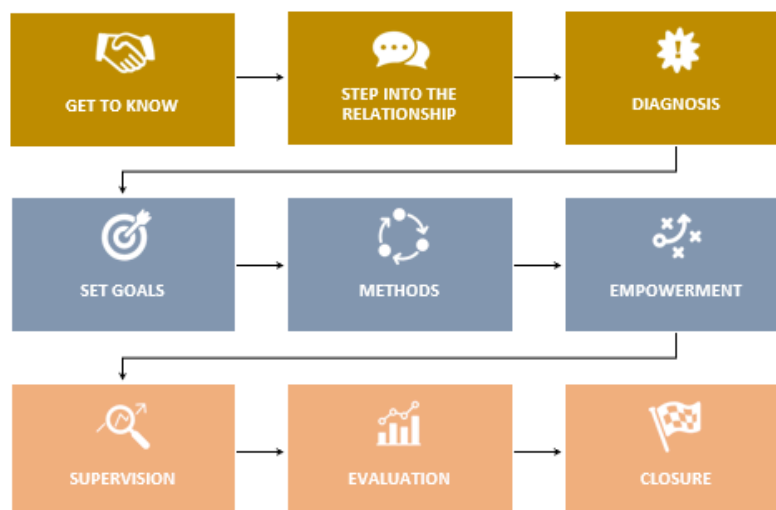 GET TO KNOW
STEP INTO THE
RELATIONSHIP
DIAGNOSIS
SET GOALS
METHODS
EMPOWERMENT
SUPERVISION
EVALUATION
CLOSURE